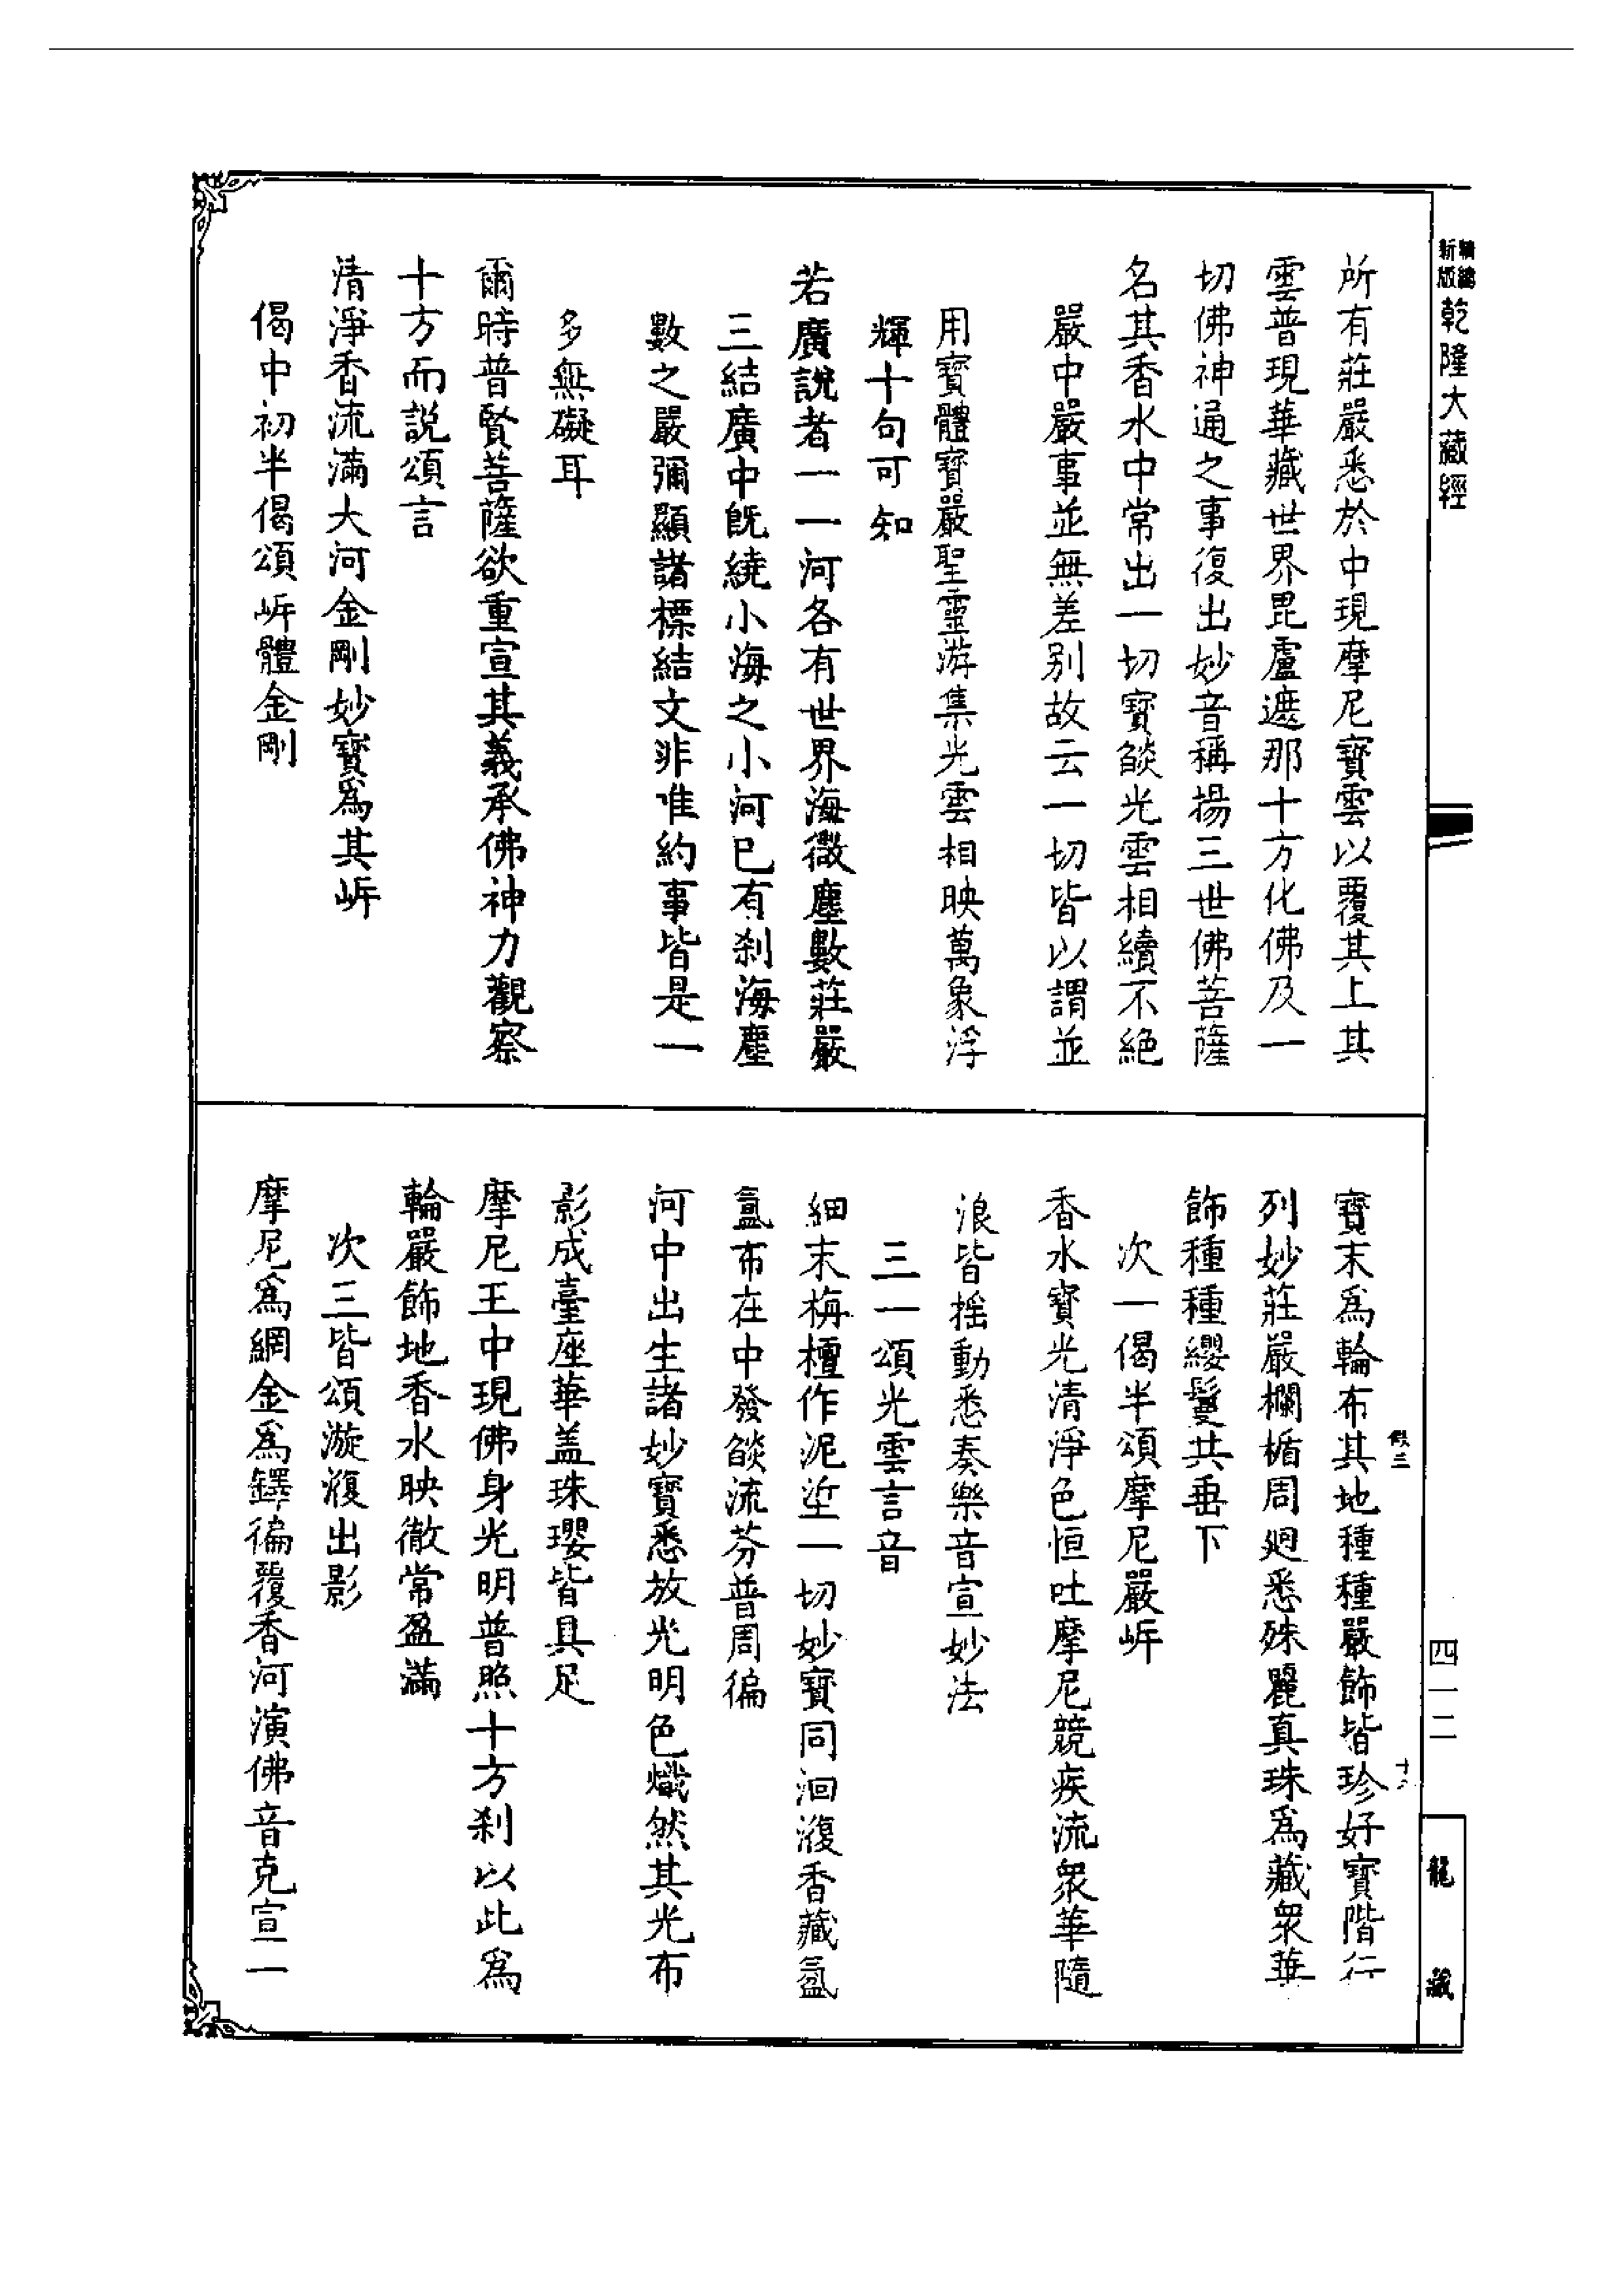 新編
新版
乾隆大藏經
所有莊嚴悉於中現摩尼寶雲以覆其上其
雲普現華藏世界毘盧遮那十方化佛及一
切佛神通之事復出妙音稱揚三世佛菩薩
名其香水中常出一切寶燄光雲相續不絕
嚴中嚴事並無差别故云一切皆以謂並
用寶體寶嚴聖靈游集光雲相映萬象浮
輝十句可知
若廣說者一一河各有世界海微塵數莊嚴
三結廣中旣繞小海之小河已有刹海塵
數之嚴彌顯諸標結文非唯約事皆是一
多無礙耳
爾時普賢菩薩欲重宣其義承佛神力觀察
十方而說頌言
清淨香流滿大河金剛妙寶爲其岍
偈中初半偈頌岍體金剛
寶末爲輪布其地種種嚴飾皆珍好寶階行
列妙莊嚴欄楯周廻悉殊麗真珠爲藏衆華
飾種種纓鬘共垂下
次一偈半頌摩尼嚴岍
香水寶光清淨色恒吐摩尼競疾流衆華隨
浪皆搖動悉奏樂音宣妙法
三一頌光雲言音
細末栴檀作泥塗一切妙寶同洄澓香藏氲
氲布在中發燄流芬普周徧
河中出生諸妙寶悉放光明色熾然其光布
影成臺座華盖珠瓔皆具足
摩尼王中現佛身光明普照十方刹以此爲
輪嚴飾地香水映徹常盈滿
次三皆頌漩澓出影
摩尼爲網金爲鐸徧覆香河演佛音克宣一
四一二
龍藏